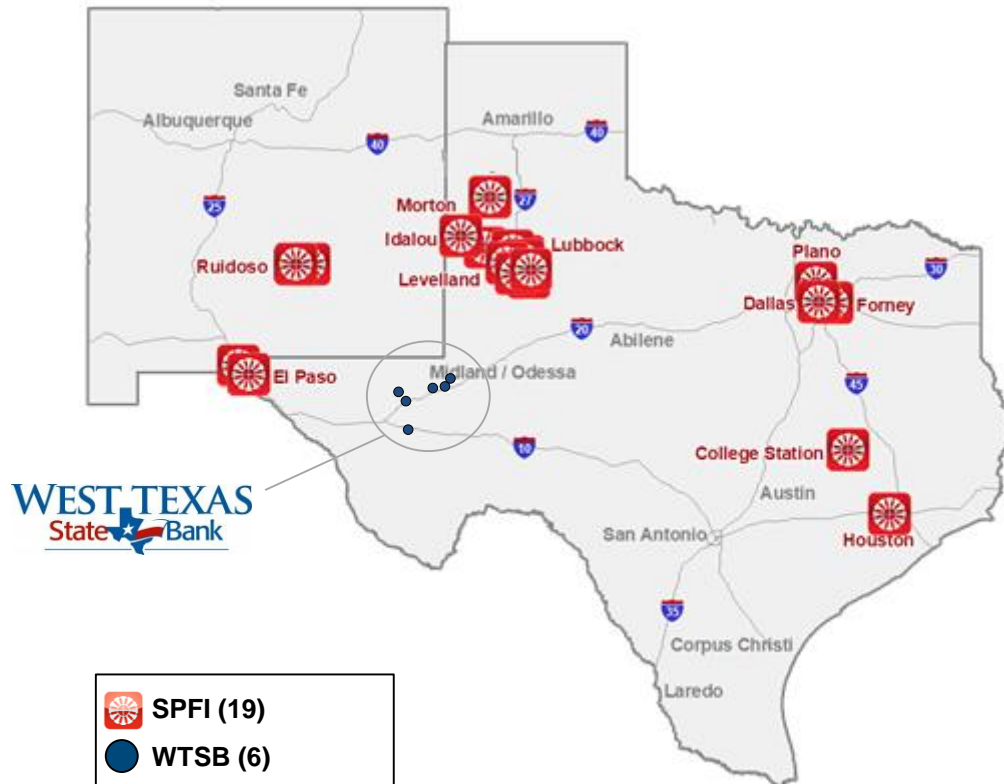 Santa Fe
Albuquerque
Amarillo
40
40
25
27
Morton
Idalou
Lubbock
Levelland
Ruidoso
Plano
30
Dallas
Forney
20
Abilene
Midland / Odessa
El Paso
45
10
College Station
Austin
San Antonio
Houston
WEST TEXAS
State Bank
35
Corpus Christi
Laredo
SPFI (19)
WTSB (6)